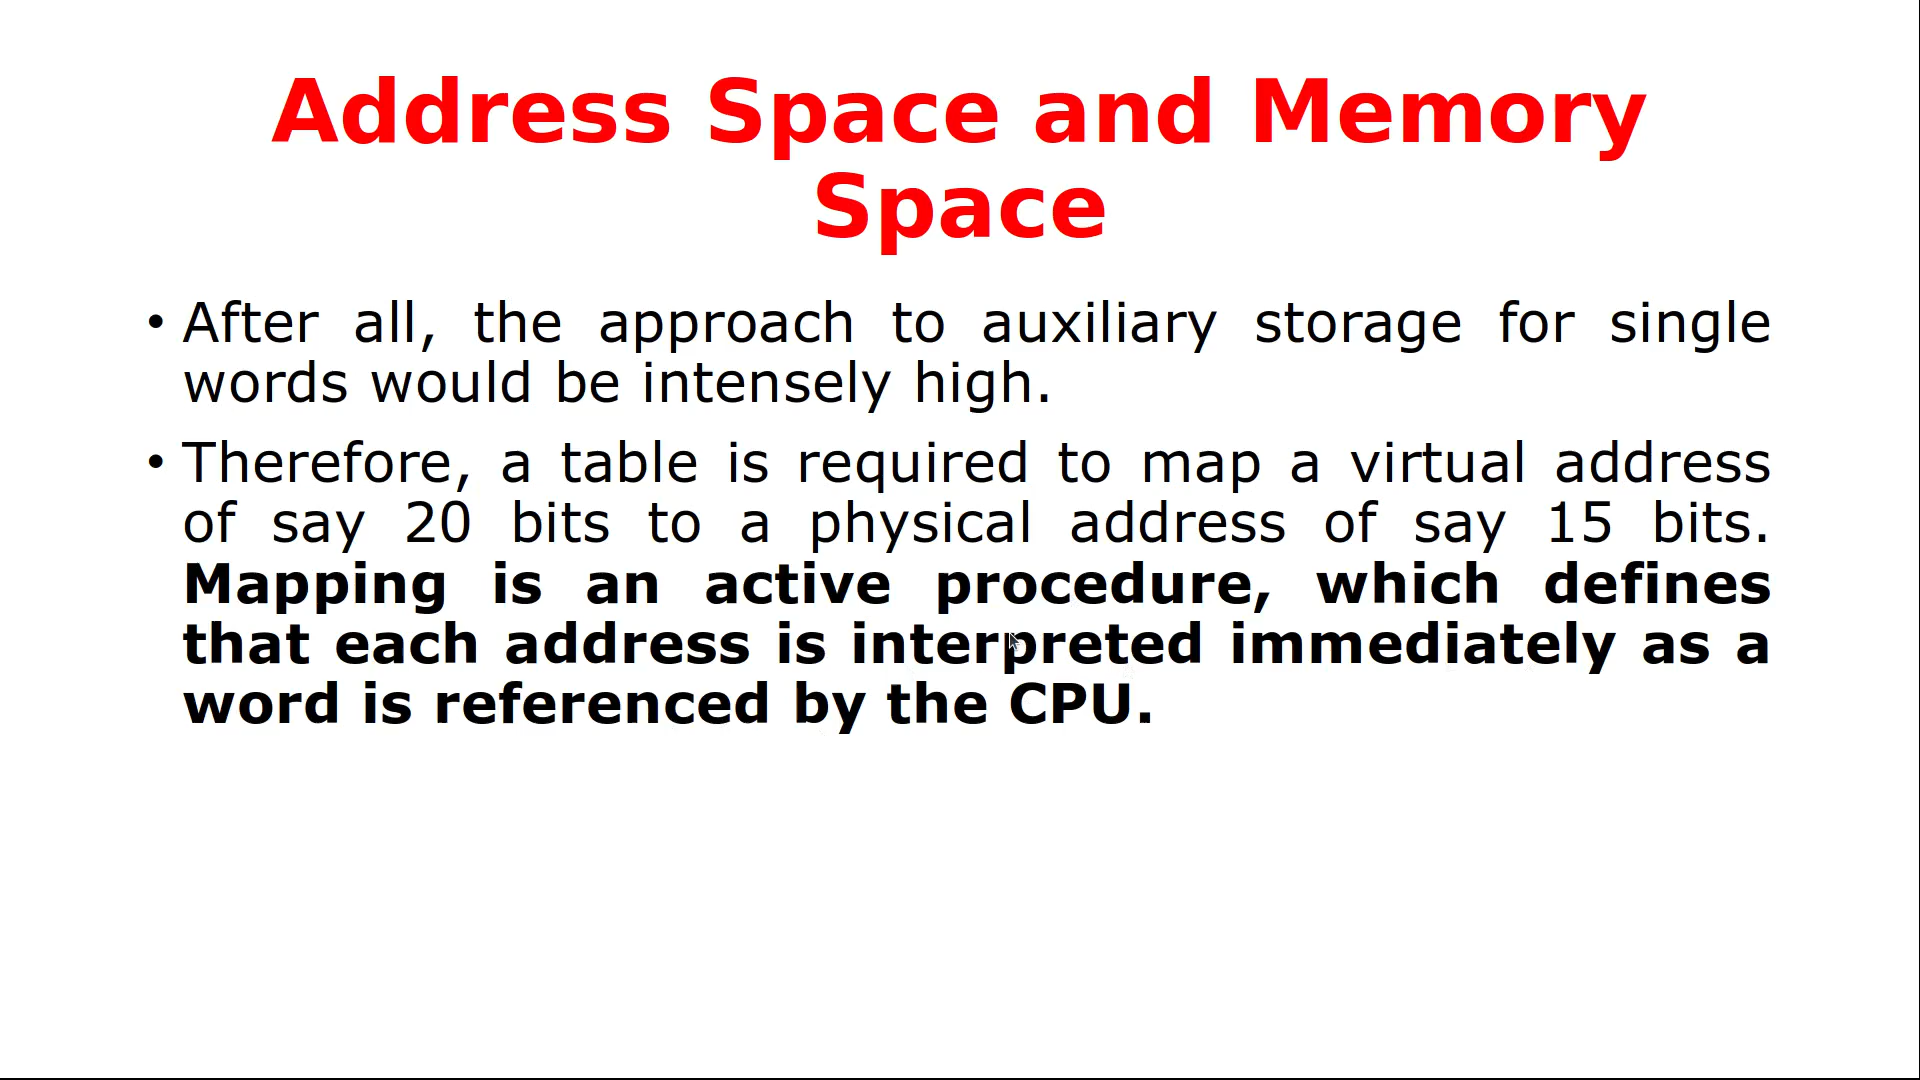 Address Space and Memory
Space
• After all, the approach to auxiliary storage for single
words would be intensely high.
• Therefore, a table is required to map a virtual address
of say 20 bits to a physical address of say 15 bits.
Mapping is an active procedure, which defines
that each address is interpreted immediately as a
word is referenced by the CPU.